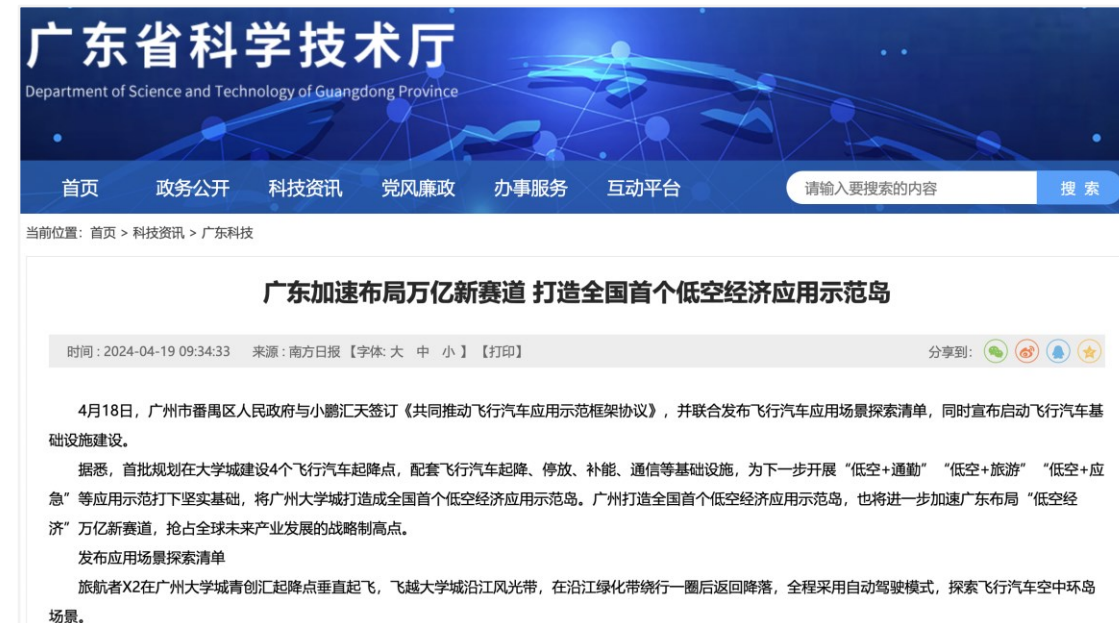 广东省科学技术厅
Department of Science and Technology of Guangdong Province
首页 政务公开 科技资讯 党风廉政 办事服务 互动平台 请输入要搜索的内容 搜 索
当前位置：首页 > 科技资讯 > 广东科技
广东加速布局万亿新赛道 打造全国首个低空经济应用示范岛
时间 : 2024-04-19 09:34:33 来源 : 南方日报 【字体: 大 中 小 】 【打印】 分享到:
4月18日，广州市番禺区人民政府与小鹏汇天签订《共同推动飞行汽车应用示范框架协议》，并联合发布飞行汽车应用场景探索清单，同时宣布启动飞行汽车基
础设施建设。
据悉，首批规划在大学城建设4个飞行汽车起降点，配套飞行汽车起降、停放、补能、通信等基础设施，为下一步开展“低空+通勤”“低空+旅游”“低空+应
急”等应用示范打下坚实基础，将广州大学城打造成全国首个低空经济应用示范岛。广州打造全国首个低空经济应用示范岛，也将进一步加速广东布局“低空经
济”万亿新赛道，抢占全球未来产业发展的战略制高点。
发布应用场景探索清单
旅航者X2在广州大学城青创汇起降点垂直起飞，飞越大学城沿江风光带，在沿江绿化带绕行一圈后返回降落，全程采用自动驾驶模式，探索飞行汽车空中环岛
场景。